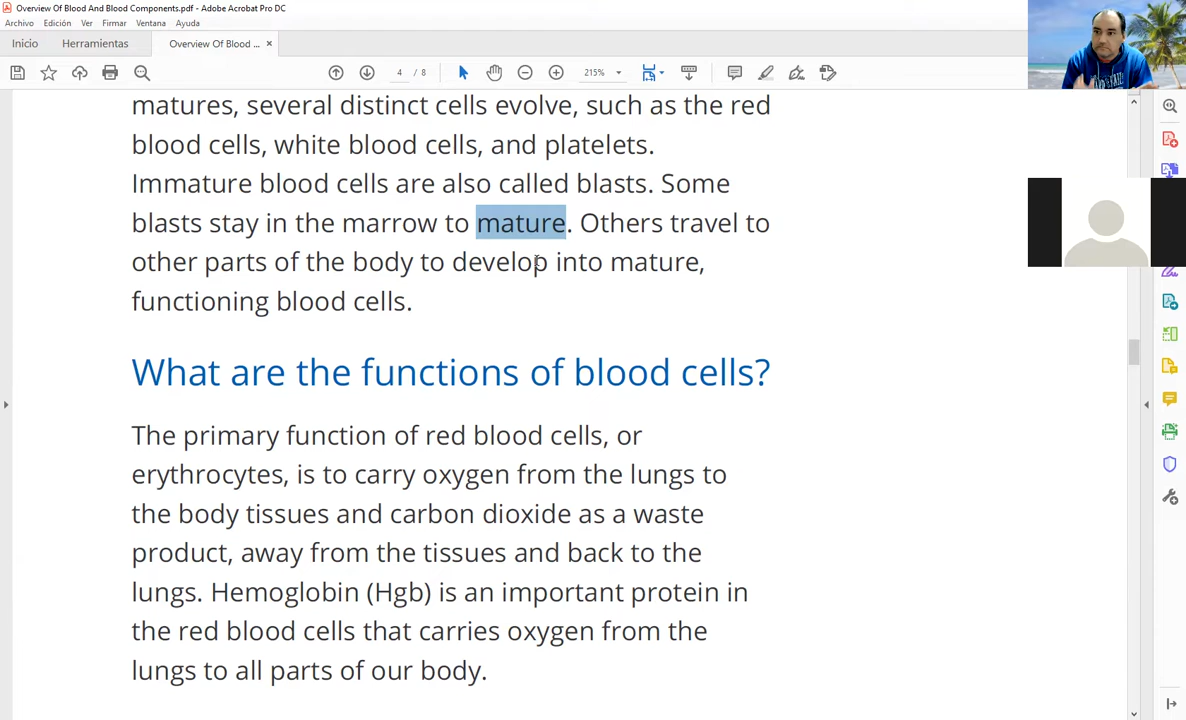 Overview Of Blood And Blood Components.pdf - Adobe Acrobat Pro DC
Archivo Edición Ver Firmar Ventana Ayuda
Inicio Herramientas Overview Of Blood ... ×
4 / 8 215%
matures, several distinct cells evolve, such as the red
blood cells, white blood cells, and platelets.
Immature blood cells are also called blasts. Some
blasts stay in the marrow to mature. Others travel to
other parts of the body to develop into mature,
functioning blood cells.
What are the functions of blood cells?
The primary function of red blood cells, or
erythrocytes, is to carry oxygen from the lungs to
the body tissues and carbon dioxide as a waste
product, away from the tissues and back to the
lungs. Hemoglobin (Hgb) is an important protein in
the red blood cells that carries oxygen from the
lungs to all parts of our body.